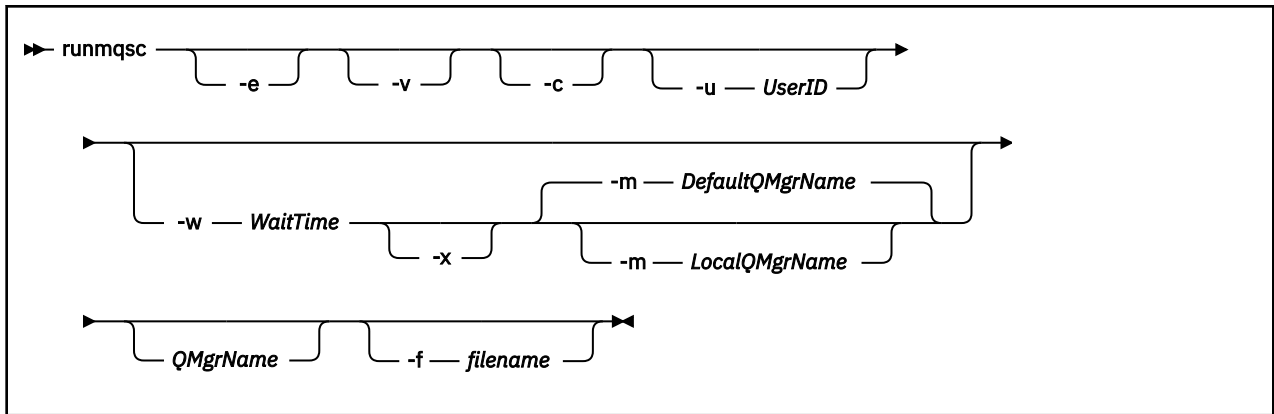 runmqsc
-e -v -c -u UserID
-m DefaultQMgrName
-w WaitTime
-x -m LocalQMgrName
QMgrName -f filename